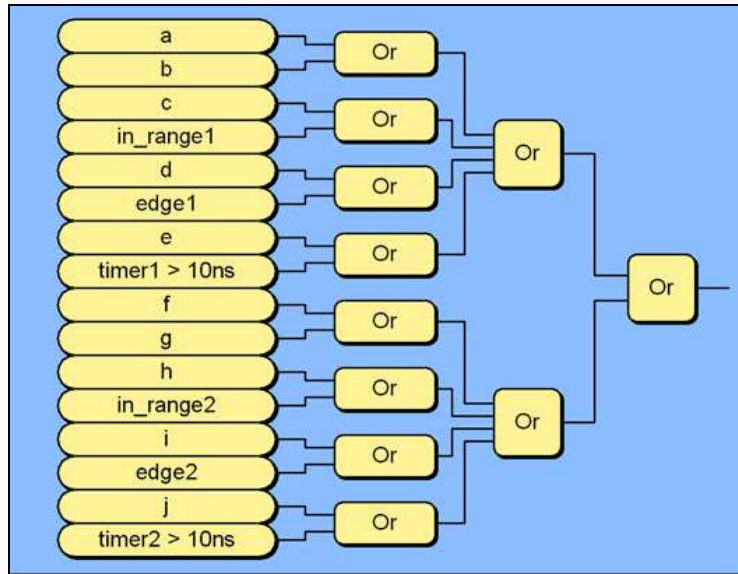 a
b
c
in_range1
d
edge1
e
timer1 > 10ns
f
g
h
in_range2
i
edge2
j
timer2 > 10ns
Or
Or
Or
Or
Or
Or
Or
Or
Or
Or
Or